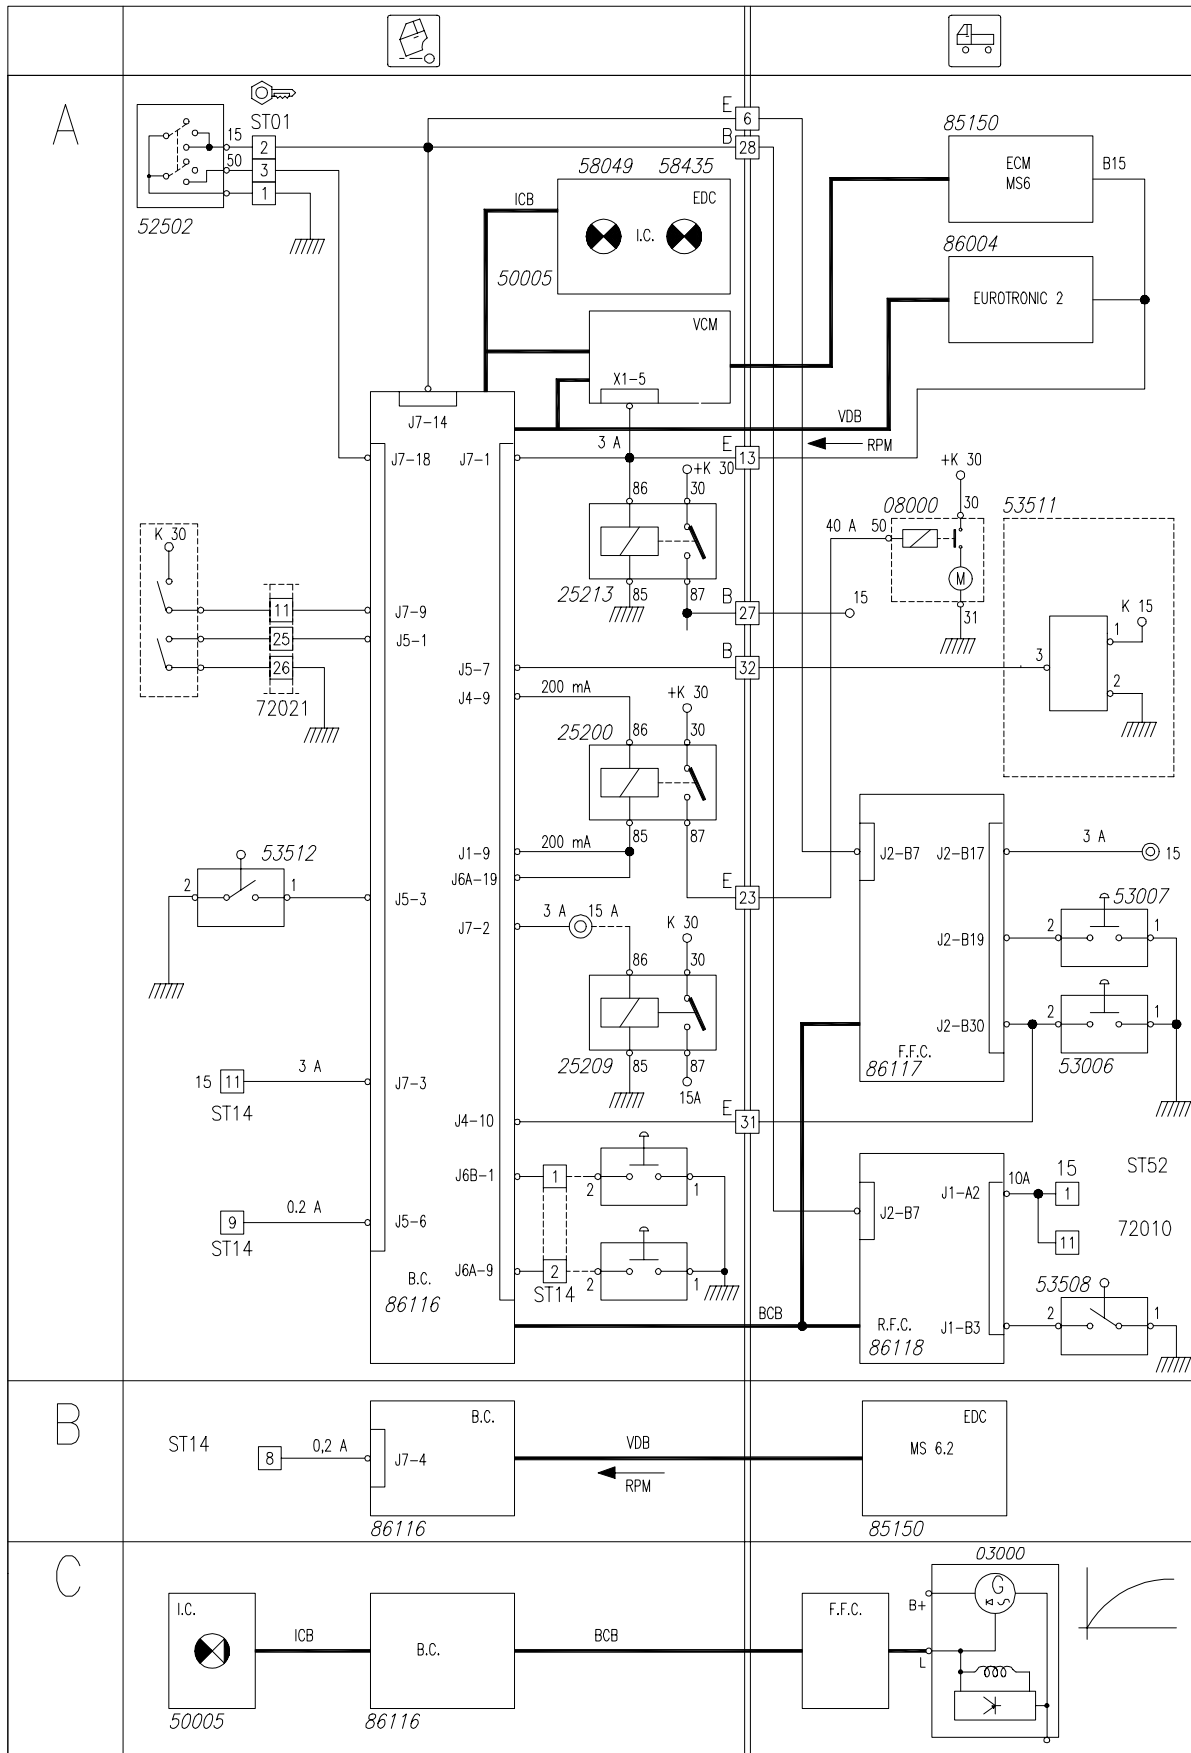 A
ST01
15
2
50
3
1
52502
E
6
B
28
58049 58435
ICB
EDC
I.C.
50005
85150
ECM
MS6
B15
86004
EUROTRONIC 2
VCM
X1-5
VDB
RPM
J7-14
J7-18
J7-1
3 A
E
13
+K 30
86
30
25213
85
87
B
27
15
+K 30
08000
30
40 A
50
M
31
53511
K 15
1
3
2
K 30
11
25
26
72021
J7-9
J5-1
J5-7
B
32
J4-9
200 mA
+K 30
25200
86
30
85
87
J1-9
200 mA
J6A-19
E
23
53512
2
1
J5-3
J7-2
3 A
15 A
K 30
86
30
25209
85
87
15A
J2-B7
J2-B17
3 A
15
53007
J2-B19
2
1
J2-B30
2
1
53006
F.F.C.
86117
15
11
3 A
J7-3
ST14
J4-10
E
31
J6B-1
1
2
1
9
0.2 A
J5-6
ST14
J6A-9
2
2
1
ST14
B.C.
86116
BCB
J2-B7
J1-A2
10A
15
1
11
ST52
72010
53508
J1-B3
2
1
R.F.C.
86118
B
ST14
8
0,2 A
J7-4
B.C.
86116
VDB
RPM
EDC
MS 6.2
85150
C
I.C.
50005
ICB
B.C.
86116
BCB
F.F.C.
03000
G
B+
L